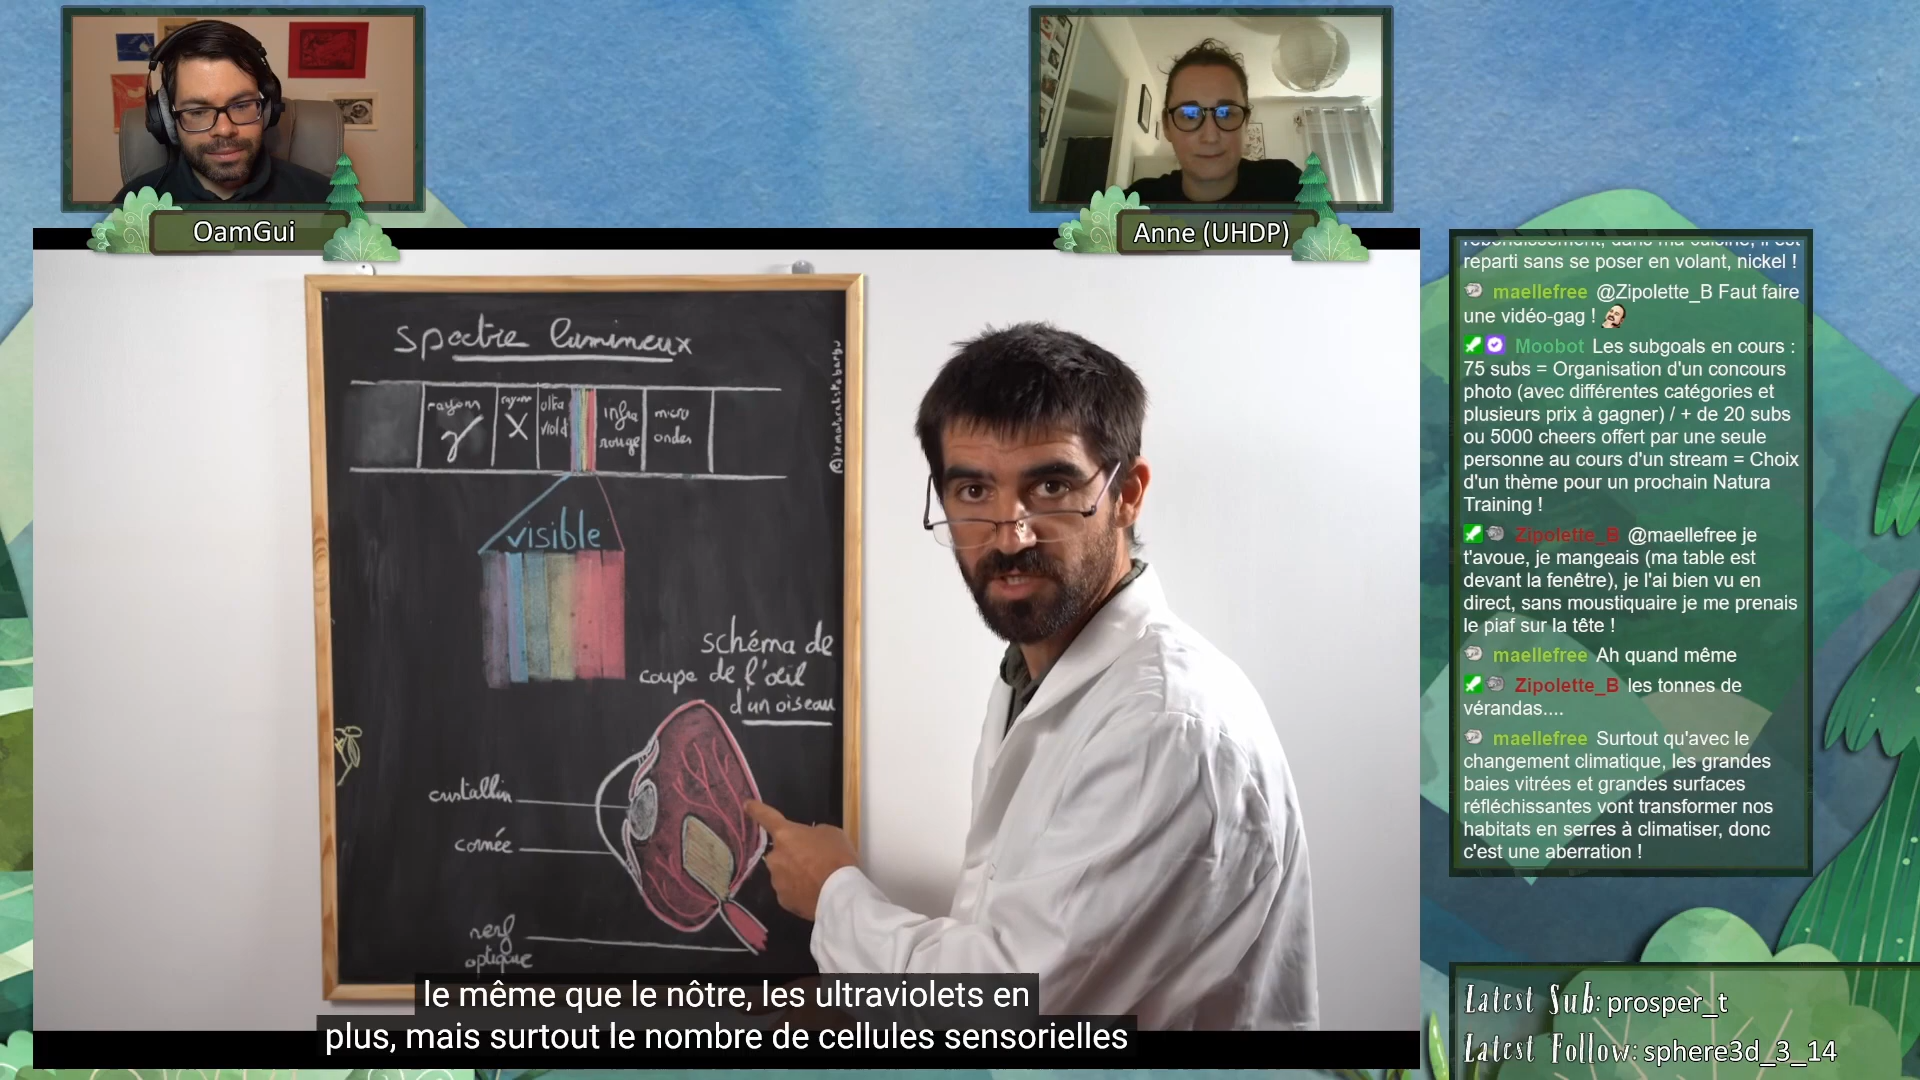 OamGui
Anne (UHDP)
spectre lumineux
rayons
γ
rayons
X
ultra
violet
infra
rouge
micro
ondes
©lenaturalistebarbu
visible
schéma de
coupe de l'œil
d'un oiseau
cristallin
cornée
nerf
optique
le même que le nôtre, les ultraviolets en
plus, mais surtout le nombre de cellules sensorielles
rebondissement, dans ma cuisine, il est
reparti sans se poser en volant, nickel !
maellefree @Zipolette_B Faut faire
une vidéo-gag !
Moobot Les subgoals en cours :
75 subs = Organisation d'un concours
photo (avec différentes catégories et
plusieurs prix à gagner) / + de 20 subs
ou 5000 cheers offert par une seule
personne au cours d'un stream = Choix
d'un thème pour un prochain Natura
Training !
Zipolette_B @maellefree je
t'avoue, je mangeais (ma table est
devant la fenêtre), je l'ai bien vu en
direct, sans moustiquaire je me prenais
le piaf sur la tête !
maellefree Ah quand même
Zipolette_B les tonnes de
vérandas....
maellefree Surtout qu'avec le
changement climatique, les grandes
baies vitrées et grandes surfaces
réfléchissantes vont transformer nos
habitats en serres à climatiser, donc
c'est une aberration !
Latest Sub: prosper_t
Latest Follow: sphere3d_3_14